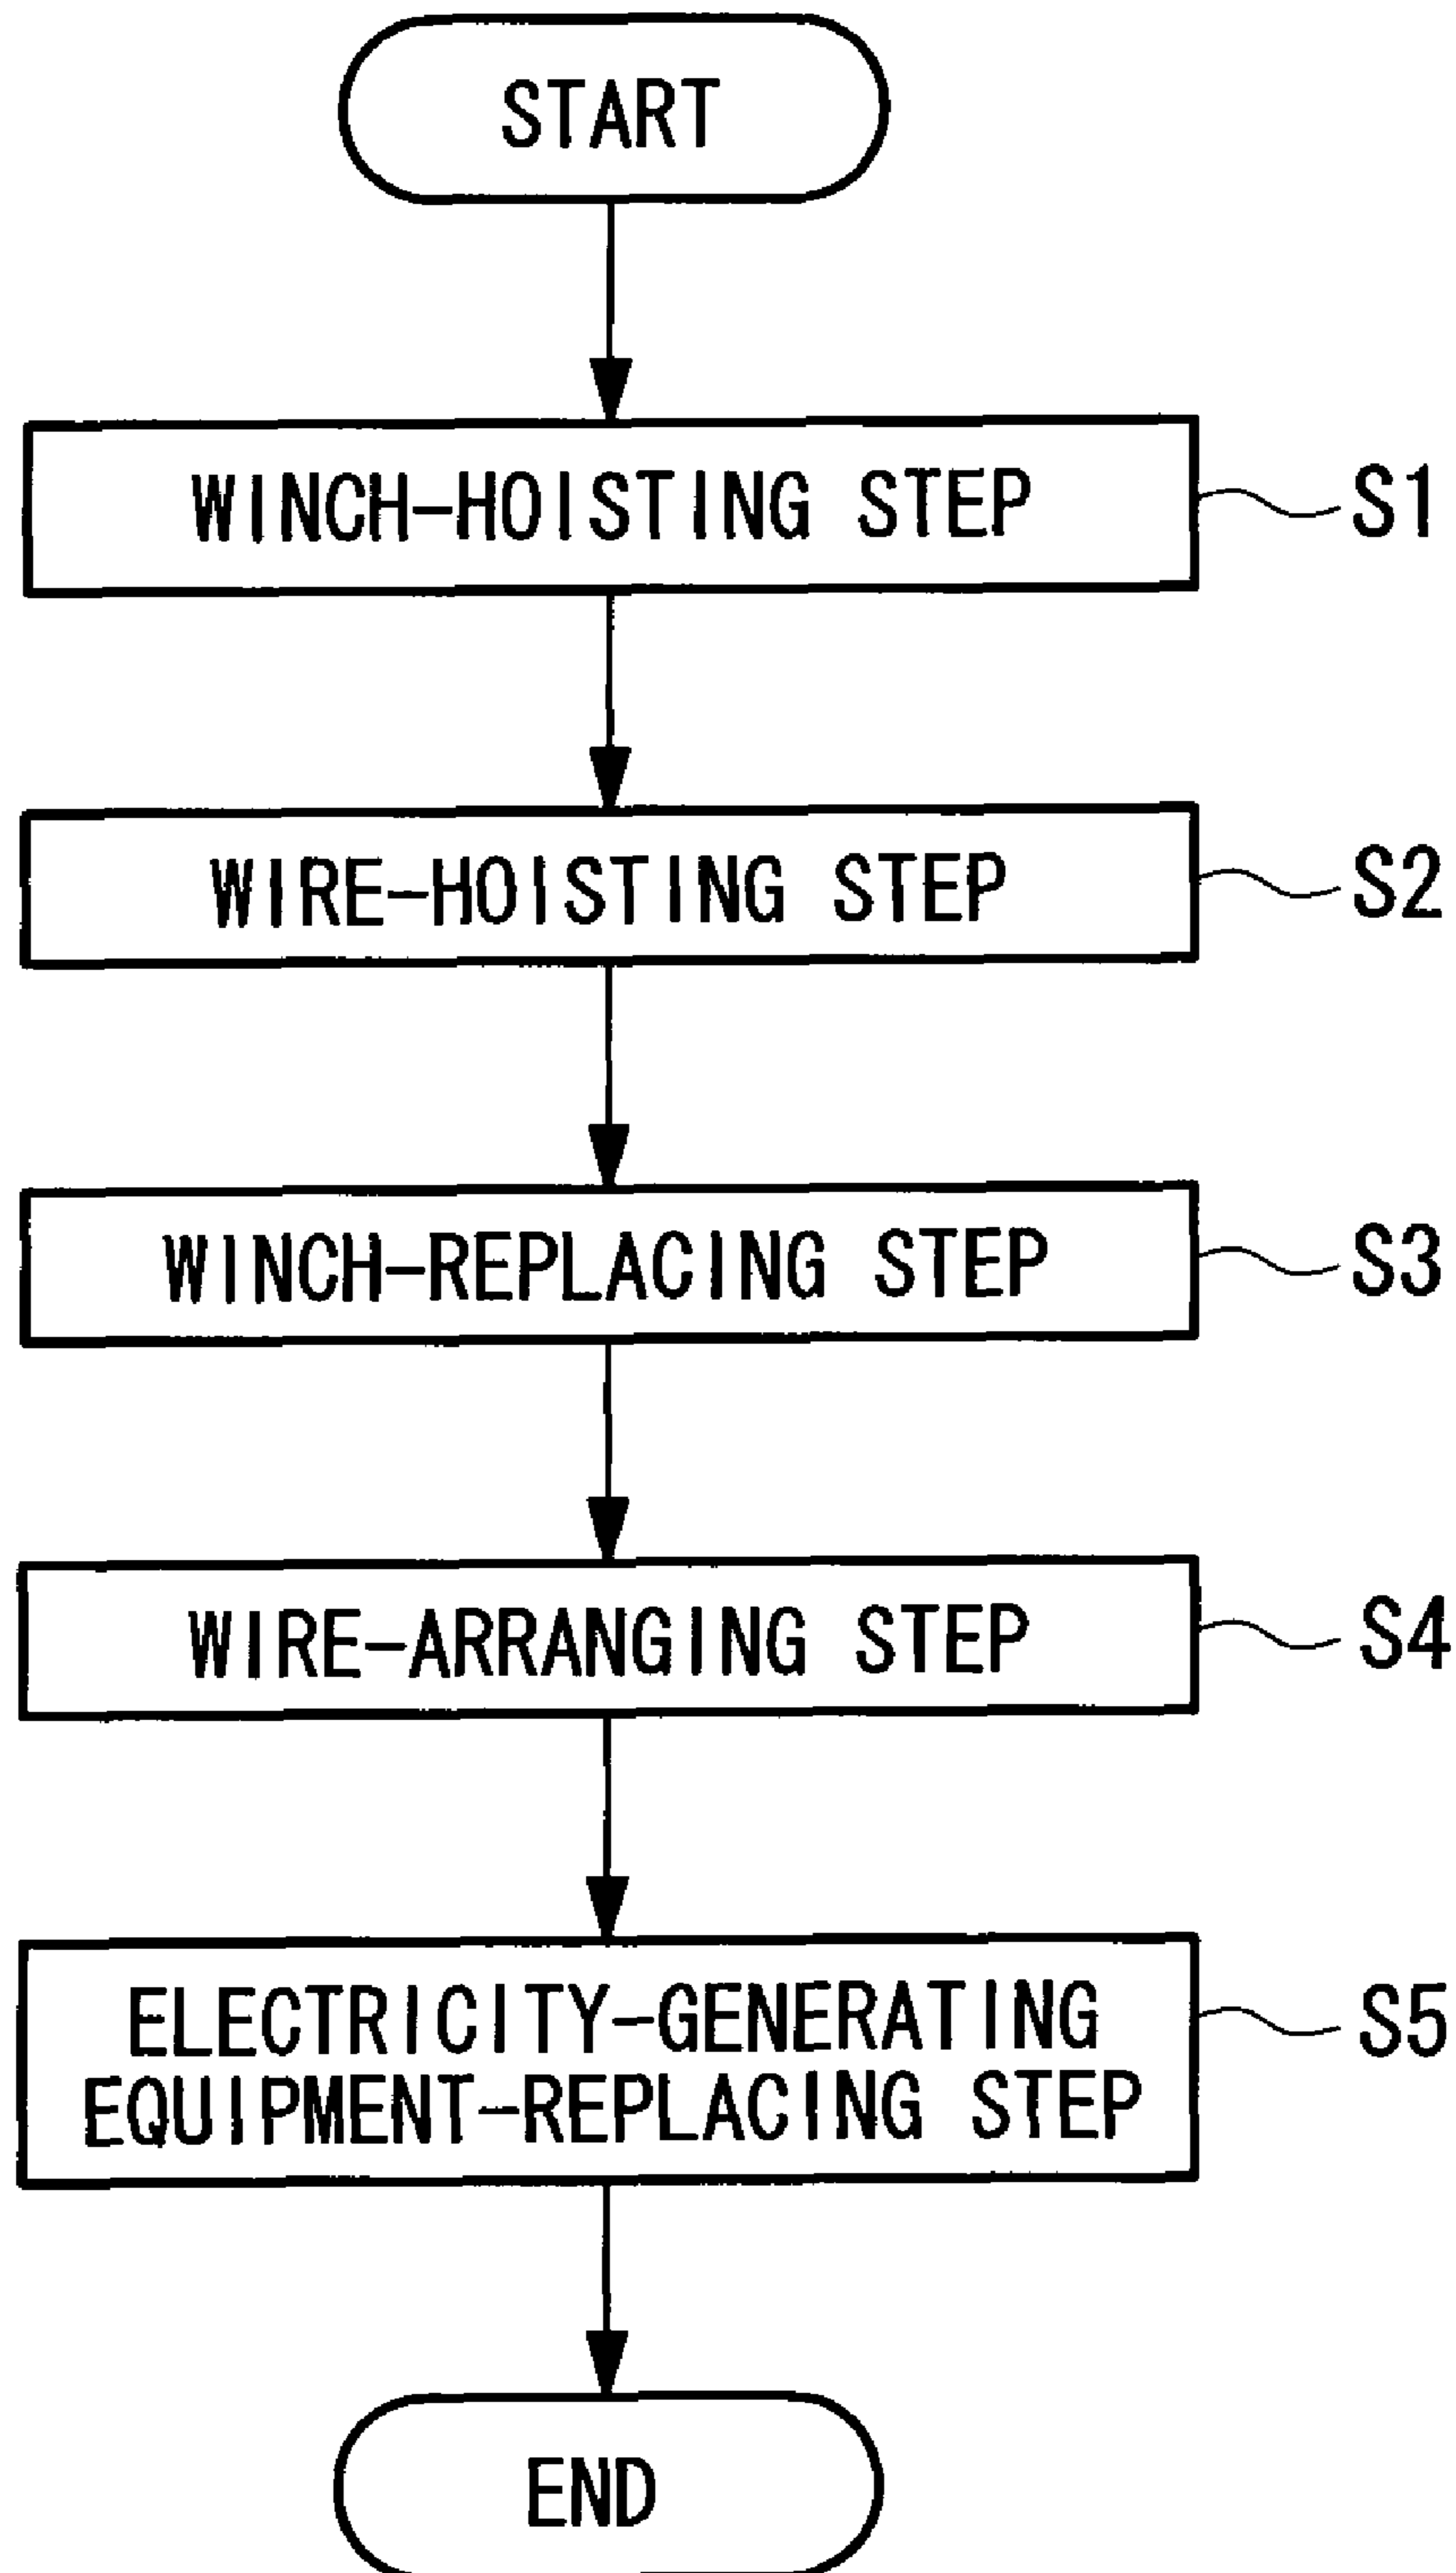 START
WINCH-HOISTING STEP
S1
WIRE-HOISTING STEP
S2
WINCH-REPLACING STEP
S3
WIRE-ARRANGING STEP
S4
ELECTRICITY-GENERATING
EQUIPMENT-REPLACING STEP
S5
END